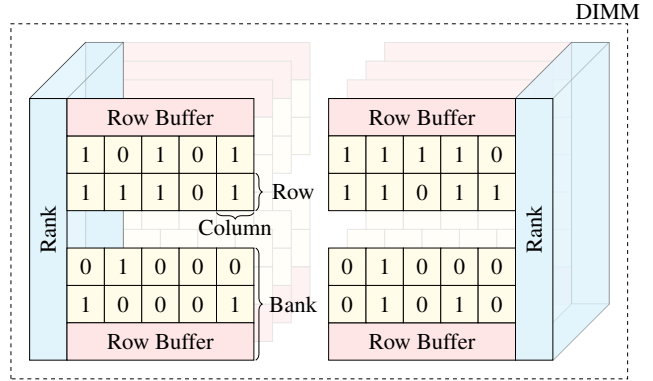 DIMM
Row Buffer Row Buffer
1 0 1 0 1 1 1 1 1 0
1 1 1 0 1 Row 1 1 0 1 1
Column
Rank Rank
0 1 0 0 0 0 1 0 0 0
1 0 0 0 1 Bank 0 1 0 1 0
Row Buffer Row Buffer